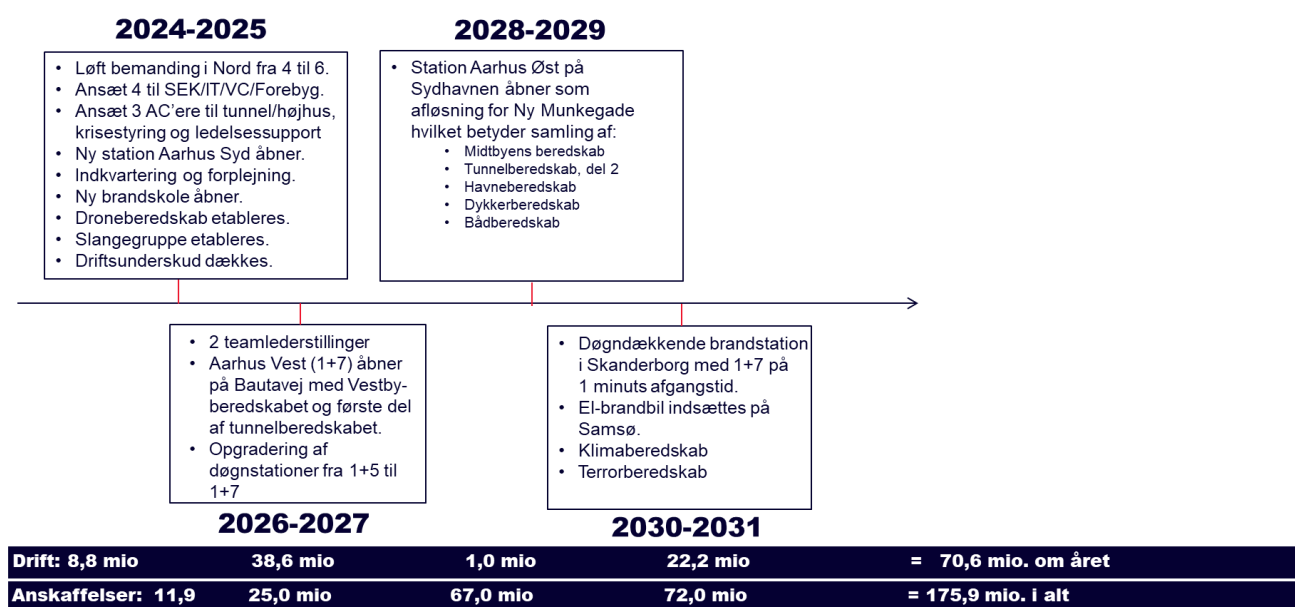 2024-2025
• Løft bemanding i Nord fra 4 til 6.
• Ansæt 4 til SEK/IT/VC/Forebyg.
• Ansæt 3 AC'ere til tunnel/højhus,
krisestyring og ledelsessupport
• Ny station Aarhus Syd åbner.
• Indkvartering og forplejning.
• Ny brandskole åbner.
• Droneberedskab etableres.
• Slangegruppe etableres.
• Driftsunderskud dækkes.
2028-2029
• Station Aarhus Øst på
Sydhavnen åbner som
afløsning for Ny Munkegade
hvilket betyder samling af:
• Midtbyens beredskab
• Tunnelberedskab, del 2
• Havneberedskab
• Dykkerberedskab
• Bådberedskab
• 2 teamlederstillinger
• Aarhus Vest (1+7) åbner
på Bautavej med Vestby-
beredskabet og første del
af tunnelberedskabet.
• Opgradering af
døgnstationer fra 1+5 til
1+7
2026-2027
• Døgndækkende brandstation
i Skanderborg med 1+7 på
1 minuts afgangstid.
• El-brandbil indsættes på
Samsø.
• Klimaberedskab
• Terrorberedskab
2030-2031
Drift: 8,8 mio 38,6 mio 1,0 mio 22,2 mio = 70,6 mio. om året
Anskaffelser: 11,9 25,0 mio 67,0 mio 72,0 mio = 175,9 mio. i alt